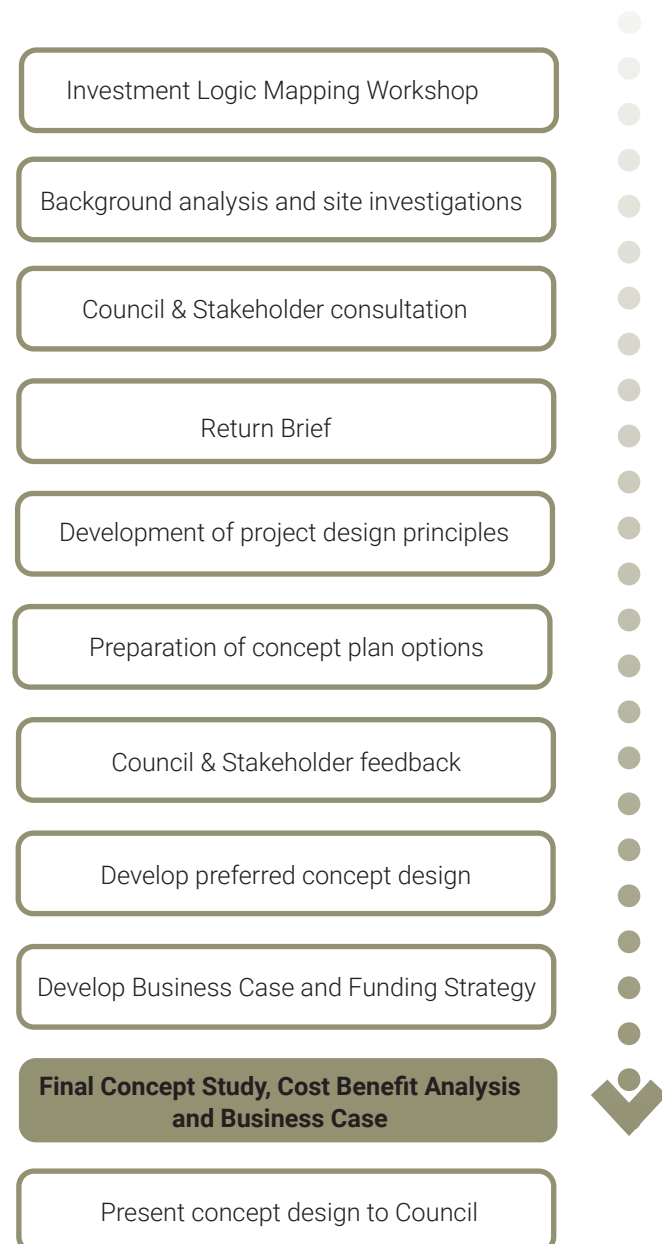 Investment Logic Mapping Workshop
Background analysis and site investigations
Council & Stakeholder consultation
Return Brief
Development of project design principles
Preparation of concept plan options
Council & Stakeholder feedback
Develop preferred concept design
Develop Business Case and Funding Strategy
Final Concept Study, Cost Benefit Analysis
and Business Case
Present concept design to Council